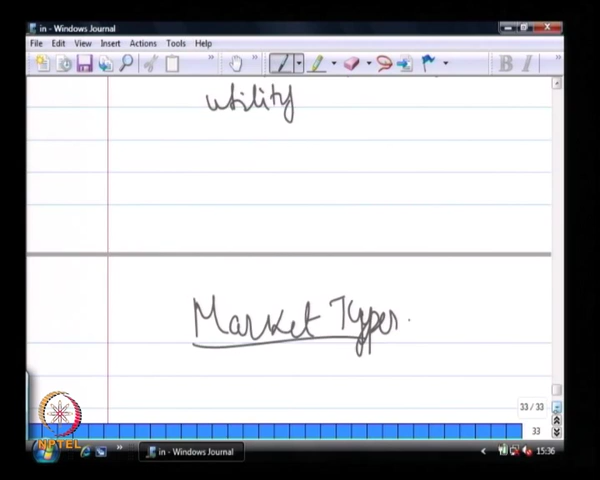 in - Windows Journal
File Edit View Insert Actions Tools Help
utility
Market Types.
33 / 33
33
NPTEL
in - Windows Journal
15:36